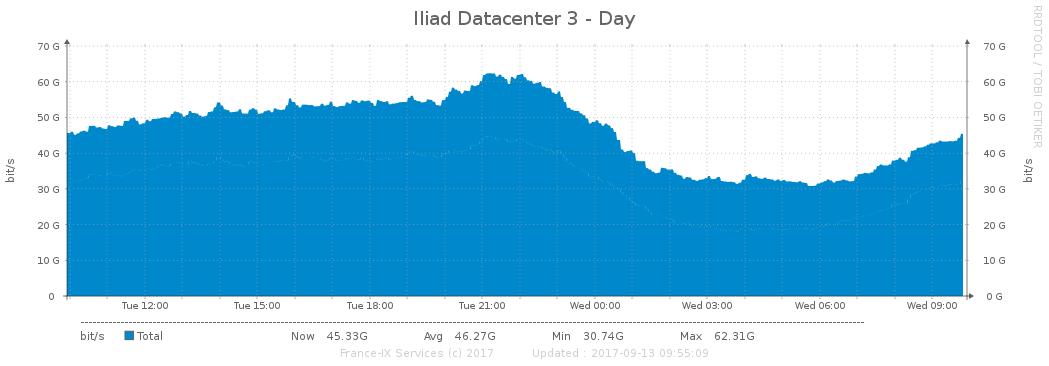 Iliad Datacenter 3 - Day
RRDTOOL / TOBI OETIKER
70 G 70 G
60 G 60 G
50 G 50 G
40 G 40 G
30 G 30 G
20 G 20 G
10 G 10 G
0 0 G
bit/s bit/s
Tue 12:00 Tue 15:00 Tue 18:00 Tue 21:00 Wed 00:00 Wed 03:00 Wed 06:00 Wed 09:00
bit/s Total Now 45.33G Avg 46.27G Min 30.74G Max 62.31G
France-IX Services (c) 2017 Updated : 2017-09-13 09:55:09